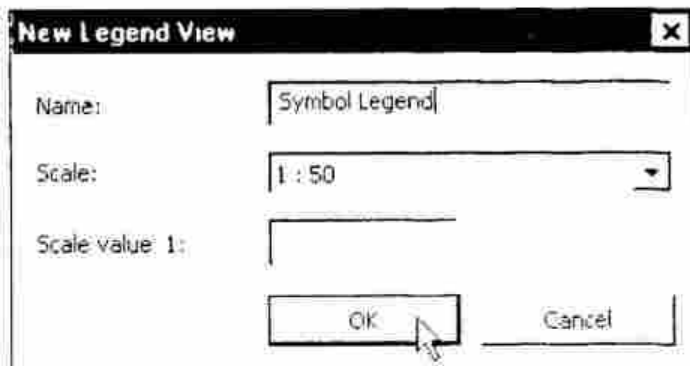 New Legend View
Name: Symbol Legend
Scale: 1 : 50
Scale value 1:
OK Cancel